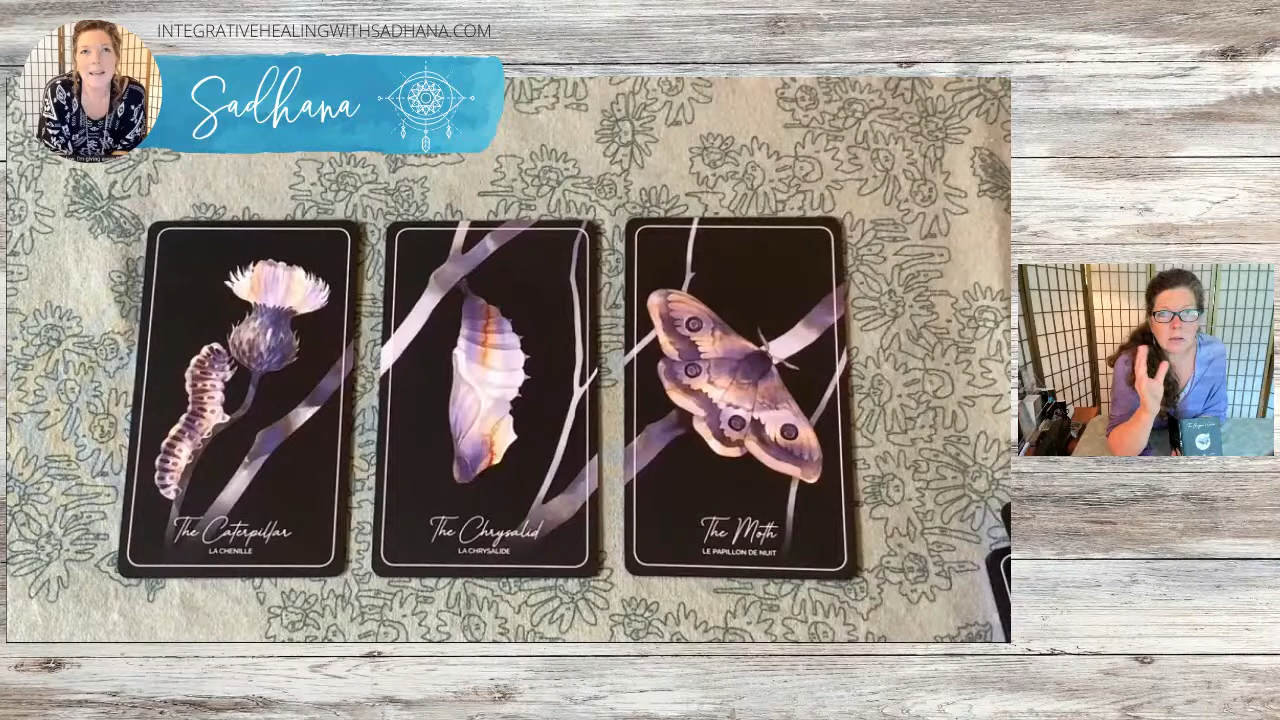 INTEGRATIVEHEALINGWITHSADHANA.COM
Sadhana
The Caterpillar
LA CHENILLE
The Chrysalid
LA CHRYSALIDE
The Moth
LE PAPILLON DE NUIT